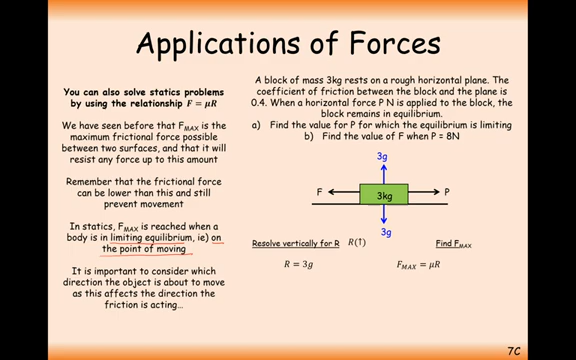 Applications of Forces
You can also solve statics problems
by using the relationship F = μR
We have seen before that FMAX is the
maximum frictional force possible
between two surfaces, and that it will
resist any force up to this amount
Remember that the frictional force
can be lower than this and still
prevent movement
In statics, FMAX is reached when a
body is in limiting equilibrium, ie) on
the point of moving
It is important to consider which
direction the object is about to move
as this affects the direction the
friction is acting…
A block of mass 3kg rests on a rough horizontal plane. The
coefficient of friction between the block and the plane is
0.4. When a horizontal force P N is applied to the block, the
block remains in equilibrium.
a) Find the value for P for which the equilibrium is limiting
b) Find the value of F when P = 8N
3g
F
3kg
P
3g
Resolve vertically for R
R(↑)
Find FMAX
R = 3g
FMAX = μR
7C